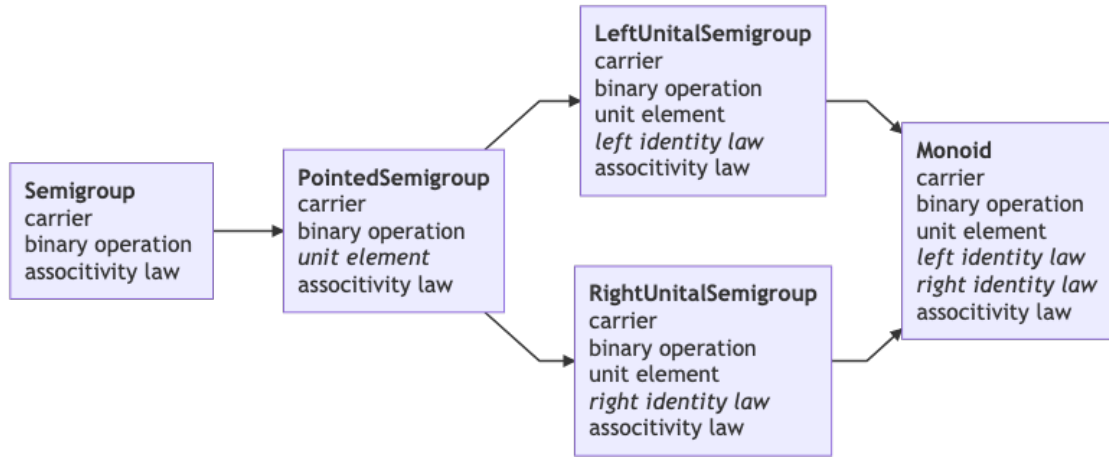 Semigroup
carrier
binary operation
associtivity law
PointedSemigroup
carrier
binary operation
unit element
associtivity law
LeftUnitalSemigroup
carrier
binary operation
unit element
left identity law
associtivity law
RightUnitalSemigroup
carrier
binary operation
unit element
right identity law
associtivity law
Monoid
carrier
binary operation
unit element
left identity law
right identity law
associtivity law